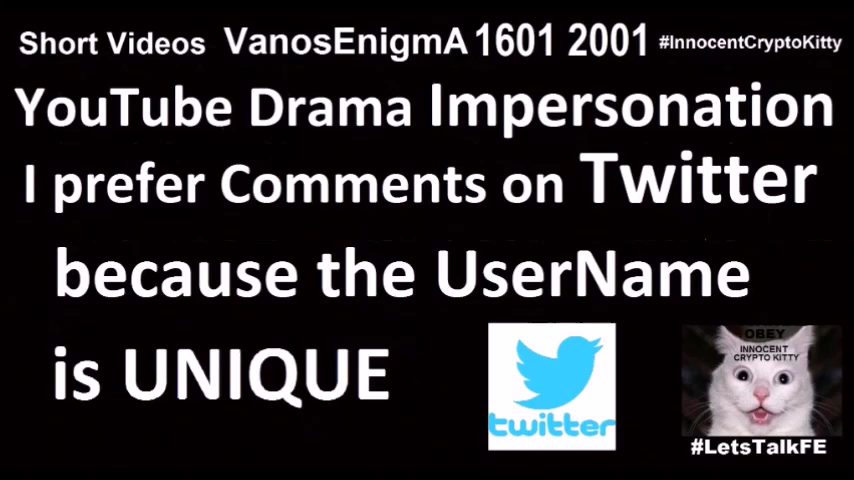 Short Videos VanosEnigmA 1601 2001 #InnocentCryptoKitty
YouTube Drama Impersonation
I prefer Comments on Twitter
because the UserName
is UNIQUE
twitter
OBEY
INNOCENT
CRYPTO KITTY
#LetsTalkFE